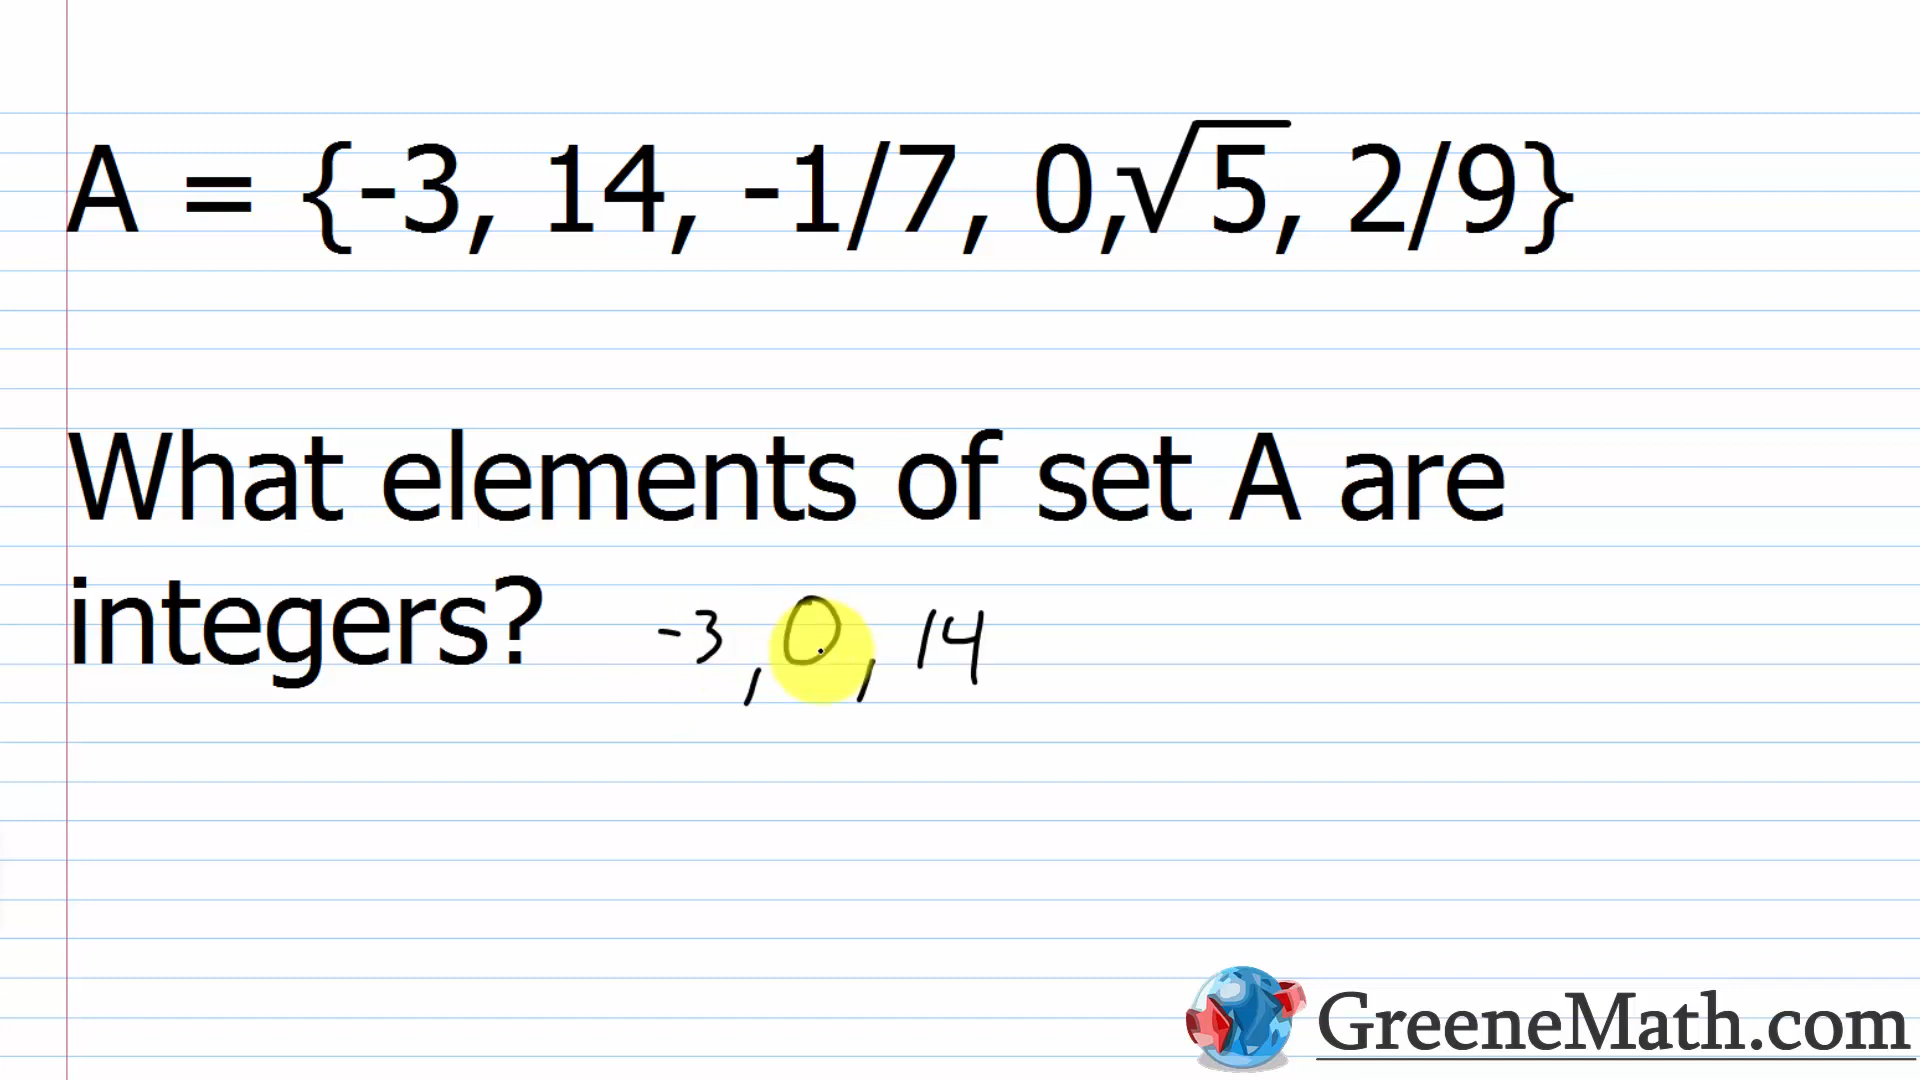 A = {-3, 14, -1/7, 0,√5, 2/9}
What elements of set A are
integers? -3, 0, 14
GreeneMath.com